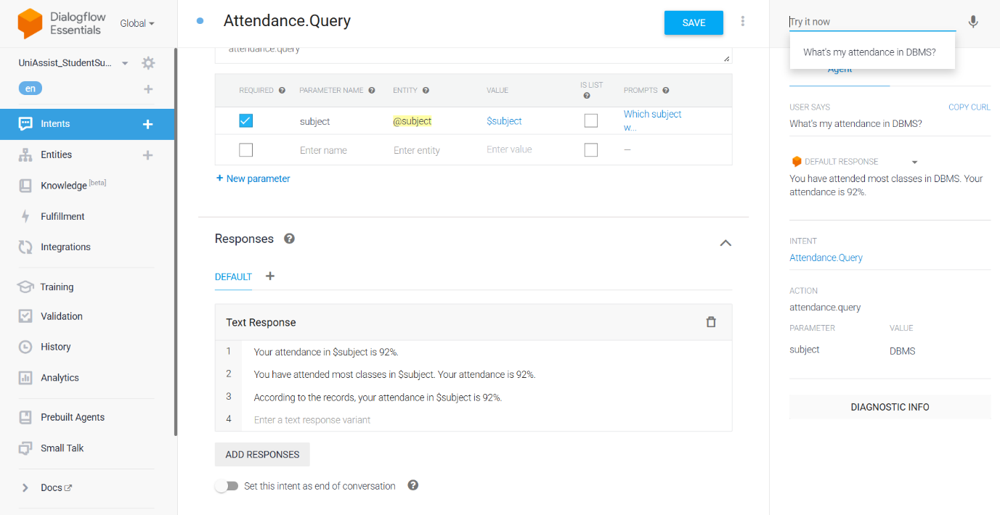 Dialogflow
Essentials
Global
UniAssist_StudentSu...
en
Intents
Entities
Knowledge [beta]
Fulfillment
Integrations
Training
Validation
History
Analytics
Prebuilt Agents
Small Talk
Docs
Attendance.Query
SAVE
attendance.query
REQUIRED PARAMETER NAME ENTITY VALUE IS LIST PROMPTS
subject @subject $subject Which subject w...
Enter name Enter entity Enter value –
+ New parameter
Responses
DEFAULT +
Text Response
1 Your attendance in $subject is 92%.
2 You have attended most classes in $subject. Your attendance is 92%.
3 According to the records, your attendance in $subject is 92%.
4 Enter a text response variant
ADD RESPONSES
Set this intent as end of conversation
Try it now
What's my attendance in DBMS?
Agent
USER SAYS COPY CURL
What's my attendance in DBMS?
DEFAULT RESPONSE
You have attended most classes in DBMS. Your
attendance is 92%.
INTENT
Attendance.Query
ACTION
attendance.query
PARAMETER VALUE
subject DBMS
DIAGNOSTIC INFO